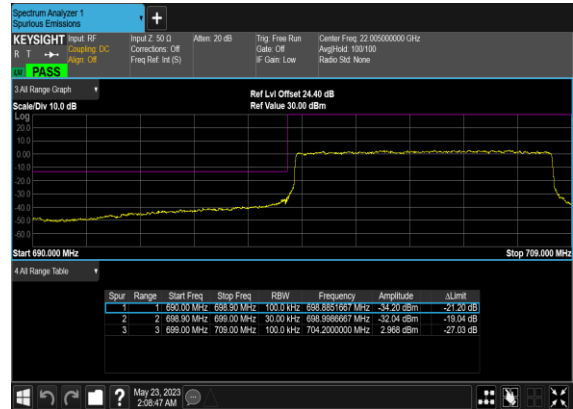 Spectrum Analyzer 1
Spurious Emissions
+
KEYSIGHT Input: RF Input Z: 50 Ω Atten: 20 dB Trig: Free Run Center Freq: 22.005000000 GHz
R T Coupling: DC Corrections: Off Gate: Off Avg|Hold: 100/100
Align: Off Freq Ref: Int (S) IF Gain: Low Radio Std: None
PASS
3 All Range Graph
Ref Lvl Offset 24.40 dB
Scale/Div 10.0 dB Ref Value 30.00 dBm
Log
20.0
10.0
0.00
-10.0
-20.0
-30.0
-40.0
-50.0
-60.0
Start 690.000 MHz Stop 709.000 MHz
4 All Range Table
Spur Range Start Freq Stop Freq RBW Frequency Amplitude ΔLimit
1 1 690.00 MHz 698.90 MHz 100.0 kHz 698.8851667 MHz -34.20 dBm -21.20 dB
2 2 698.90 MHz 699.00 MHz 30.00 kHz 698.9986667 MHz -32.04 dBm -19.04 dB
3 3 699.00 MHz 709.00 MHz 100.0 kHz 704.2000000 MHz 2.968 dBm -27.03 dB
? May 23, 2023
2:08:47 AM